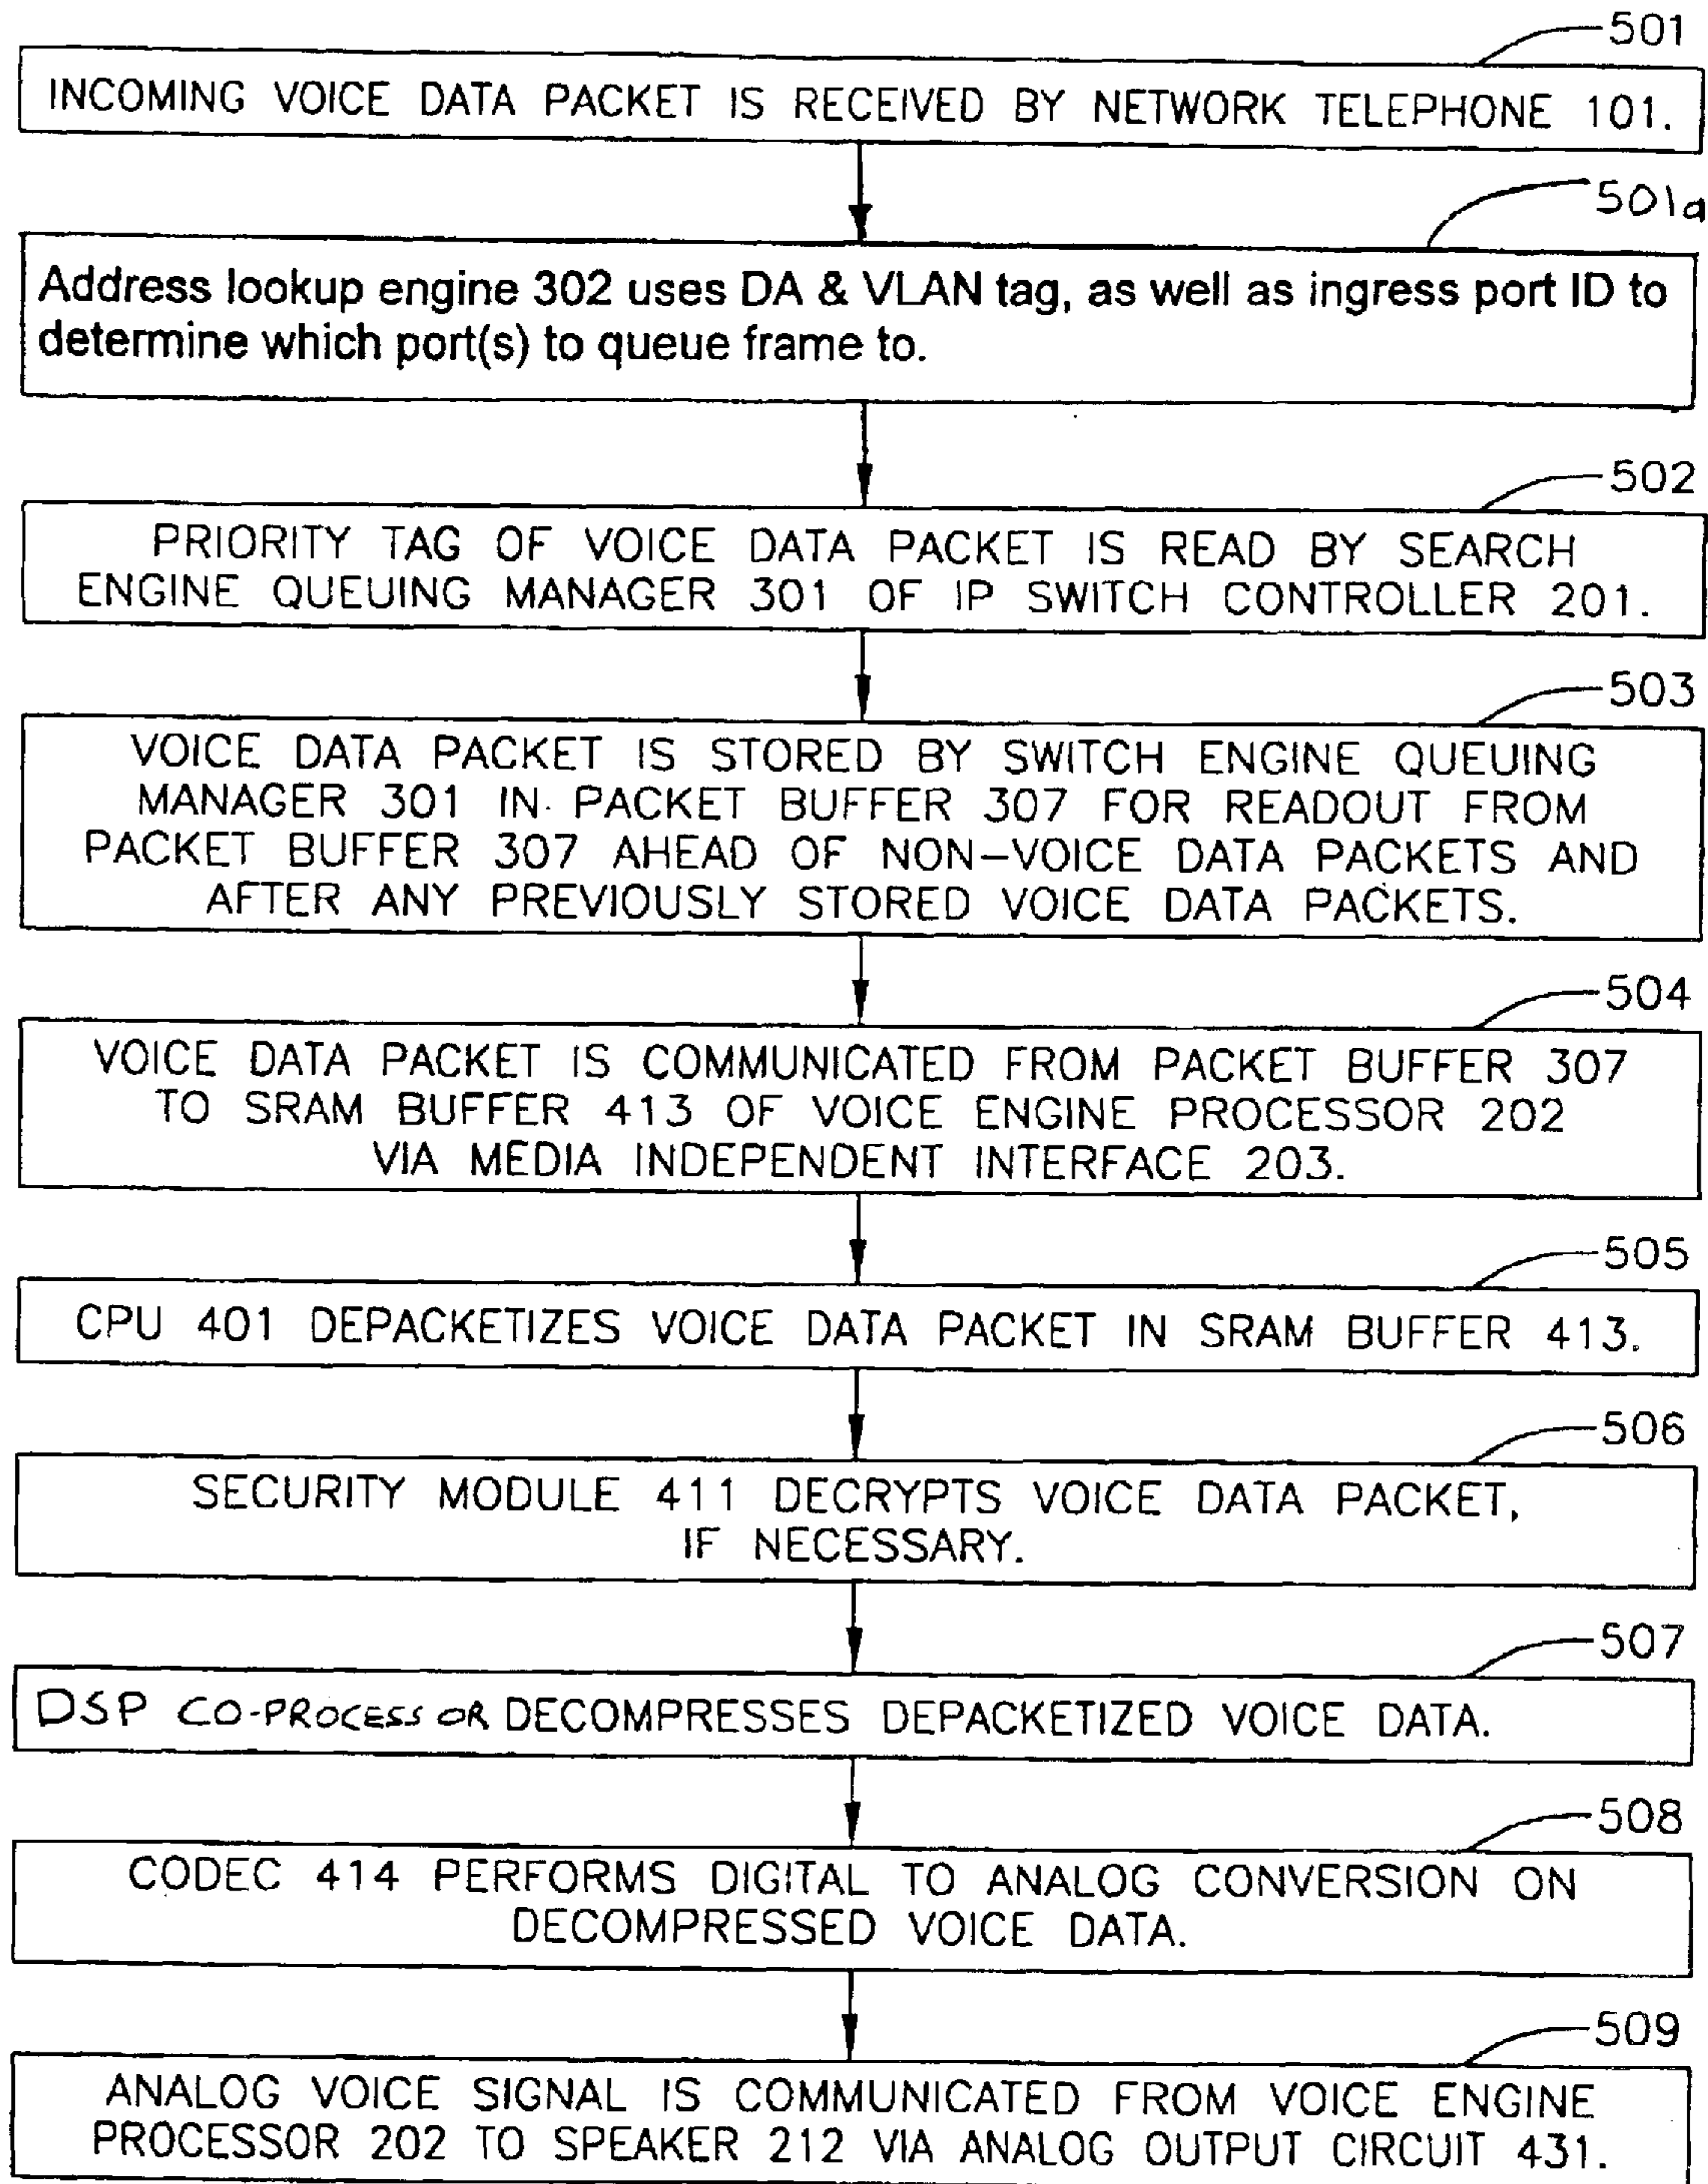 501
INCOMING VOICE DATA PACKET IS RECEIVED BY NETWORK TELEPHONE 101.
501a
Address lookup engine 302 uses DA & VLAN tag, as well as ingress port ID to
determine which port(s) to queue frame to.
502
PRIORITY TAG OF VOICE DATA PACKET IS READ BY SEARCH
ENGINE QUEUING MANAGER 301 OF IP SWITCH CONTROLLER 201.
503
VOICE DATA PACKET IS STORED BY SWITCH ENGINE QUEUING
MANAGER 301 IN PACKET BUFFER 307 FOR READOUT FROM
PACKET BUFFER 307 AHEAD OF NON-VOICE DATA PACKETS AND
AFTER ANY PREVIOUSLY STORED VOICE DATA PACKETS.
504
VOICE DATA PACKET IS COMMUNICATED FROM PACKET BUFFER 307
TO SRAM BUFFER 413 OF VOICE ENGINE PROCESSOR 202
VIA MEDIA INDEPENDENT INTERFACE 203.
505
CPU 401 DEPACKETIZES VOICE DATA PACKET IN SRAM BUFFER 413.
506
SECURITY MODULE 411 DECRYPTS VOICE DATA PACKET,
IF NECESSARY.
507
DSP CO-PROCESSOR DECOMPRESSES DEPACKETIZED VOICE DATA.
508
CODEC 414 PERFORMS DIGITAL TO ANALOG CONVERSION ON
DECOMPRESSED VOICE DATA.
509
ANALOG VOICE SIGNAL IS COMMUNICATED FROM VOICE ENGINE
PROCESSOR 202 TO SPEAKER 212 VIA ANALOG OUTPUT CIRCUIT 431.